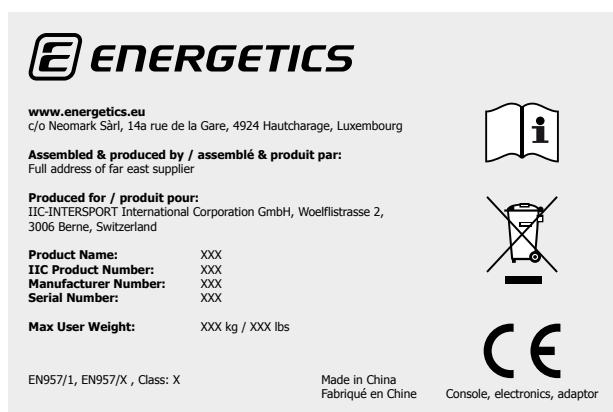 ENERGETICS
www.energetics.eu
c/o Neomark Sàrl, 14a rue de la Gare, 4924 Hautcharage, Luxembourg
Assembled & produced by / assemblé & produit par:
Full address of far east supplier
Produced for / produit pour:
IIC-INTERSPORT International Corporation GmbH, Woelflistrasse 2,
3006 Berne, Switzerland
Product Name: XXX
IIC Product Number: XXX
Manufacturer Number: XXX
Serial Number: XXX
Max User Weight: XXX kg / XXX lbs
EN957/1, EN957/X , Class: X
Made in China
Fabriqué en Chine
i
CE
Console, electronics, adaptor